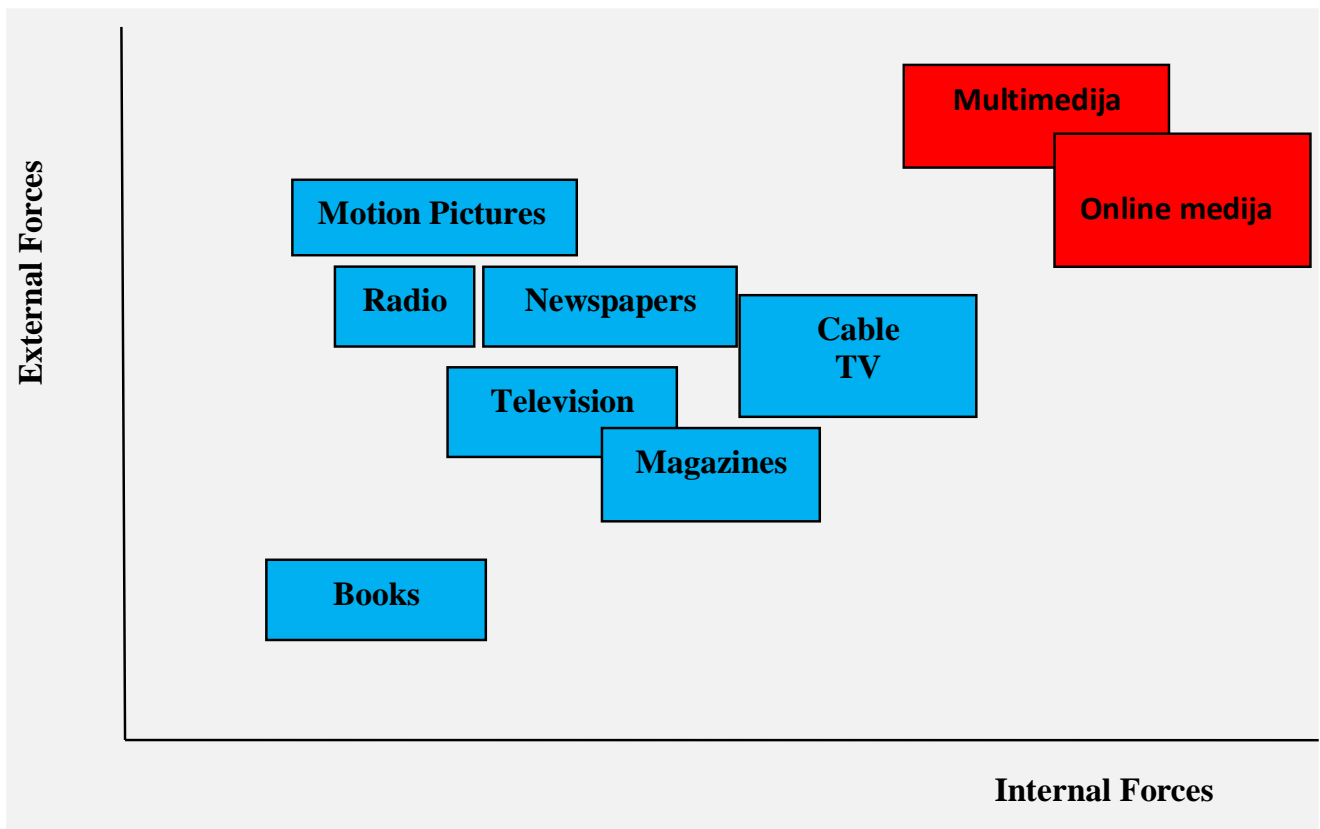 Multimedija
Online medija
External Forces
Motion Pictures
Radio
Newspapers
Cable
TV
Television
Magazines
Books
Internal Forces